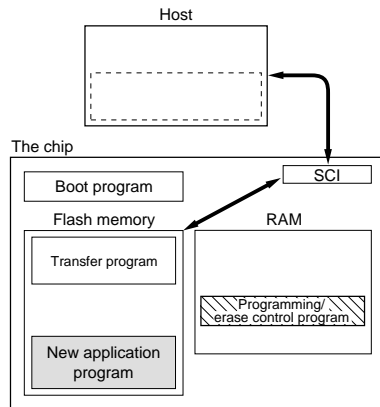 Host
The chip
SCI
Boot program
Flash memory
RAM
Transfer program
Programming/
erase control program
New application
program